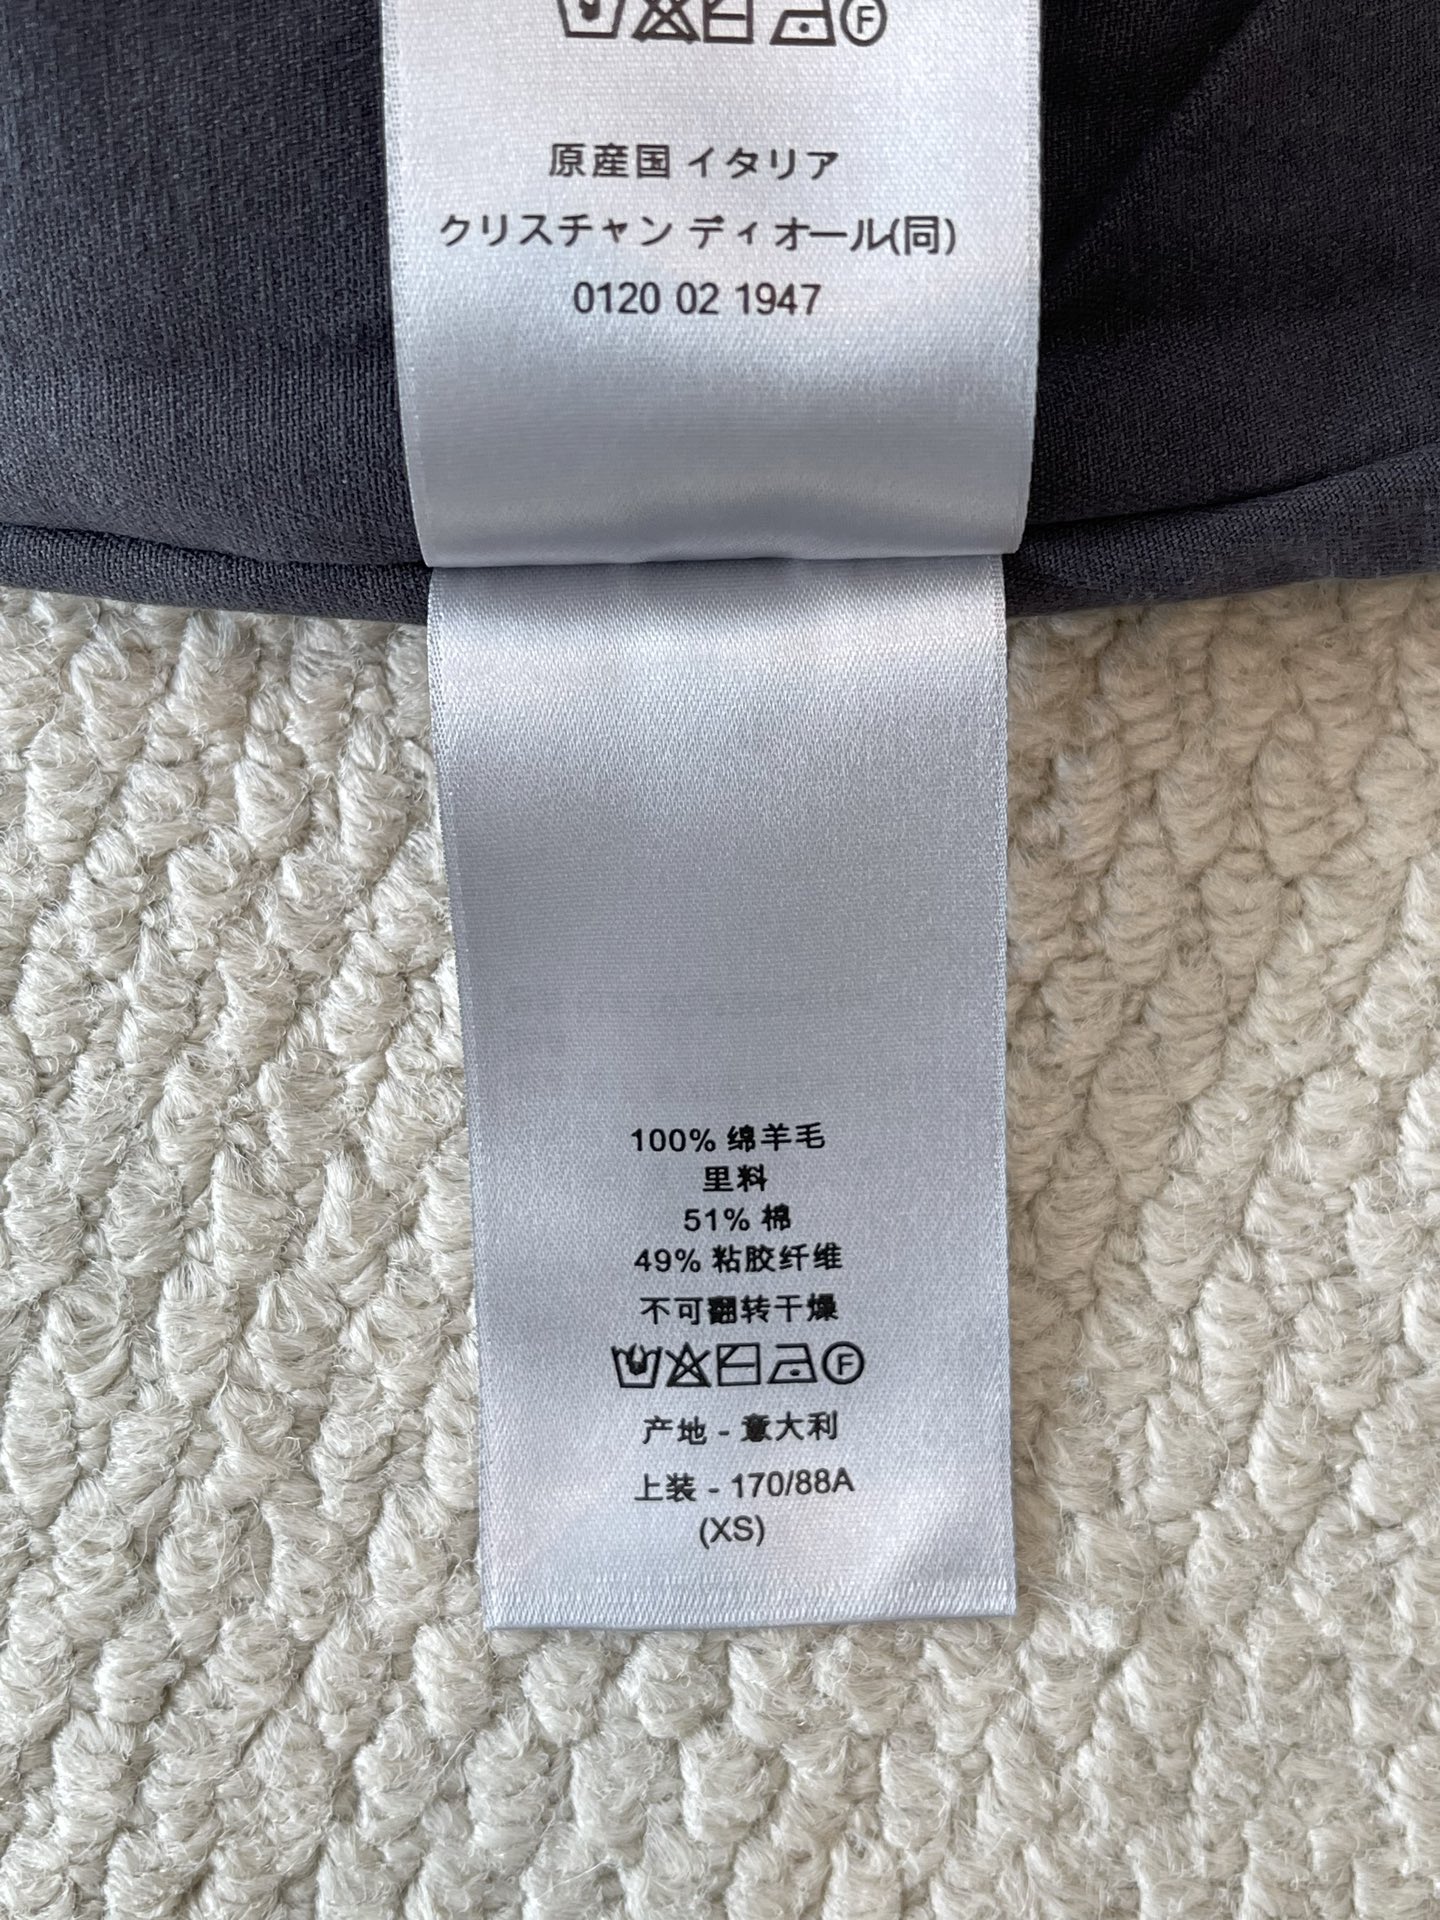 原産国 イタリア
クリスチャン ディオール(同)
0120 02 1947
100% 绵羊毛
里料
51% 棉
49% 粘胶纤维
不可翻转干燥
F
产地 - 意大利
上装 - 170/88A
(XS)